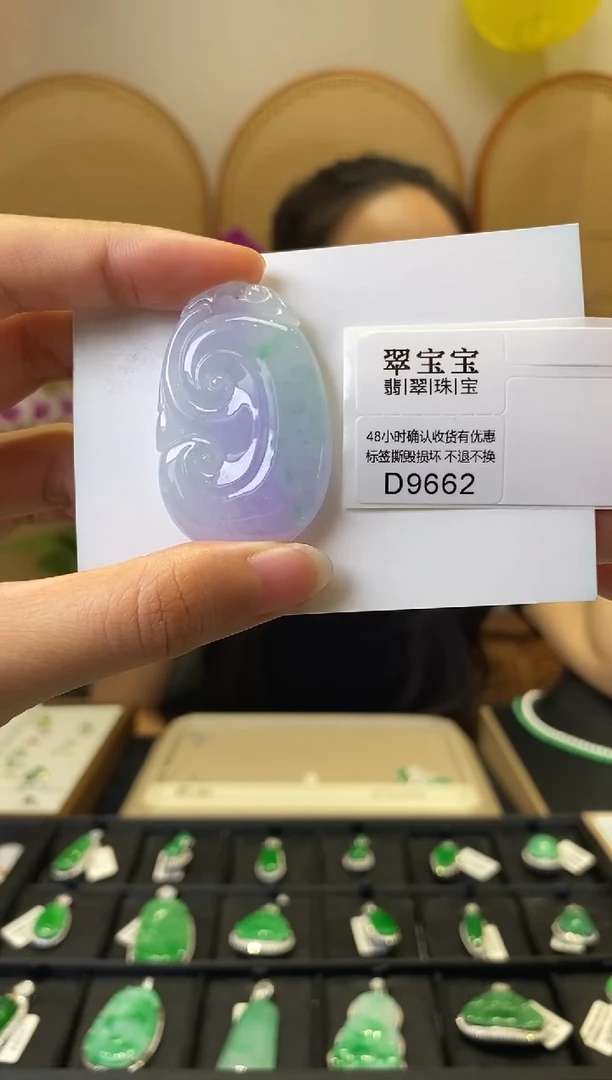 翠宝宝
翡|翠|珠|宝
48小时确认收货有优惠
标签撕毁损坏 不退不换
D9662